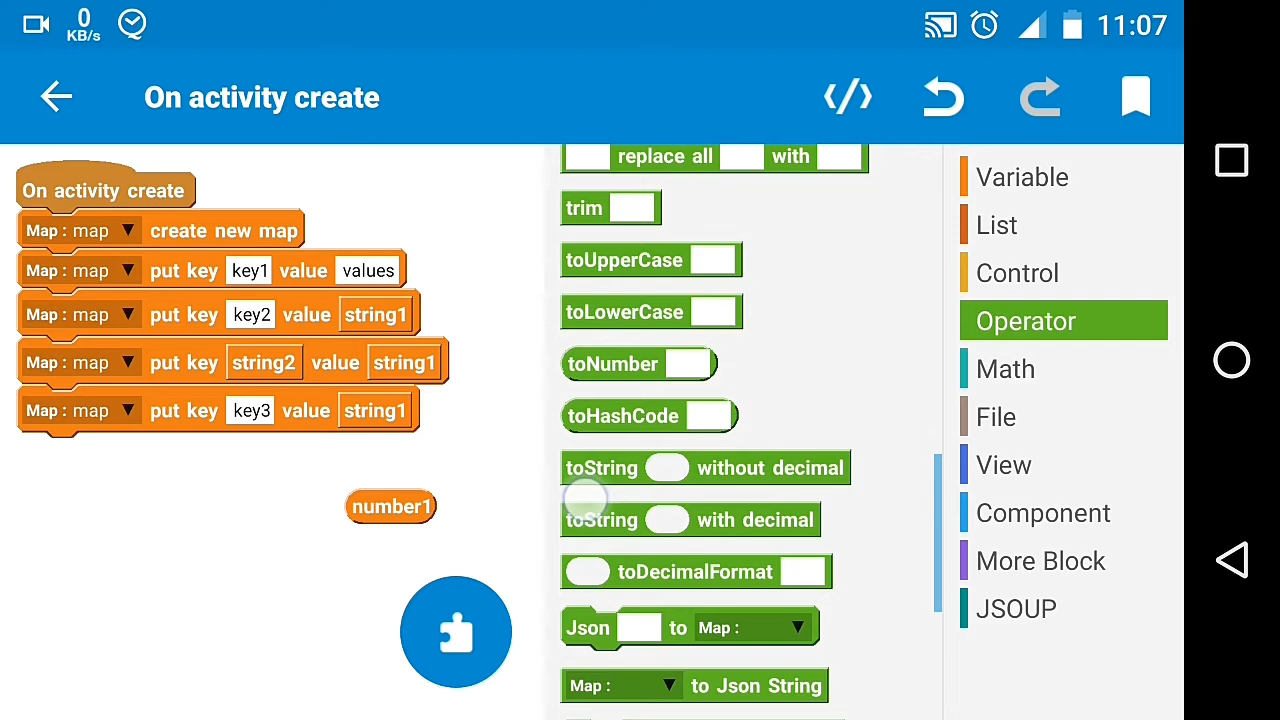 0
KB/s
11:07
On activity create
On activity create
Map : map create new map
Map : map put key key1 value values
Map : map put key key2 value string1
Map : map put key string2 value string1
Map : map put key key3 value string1
number1
replace all with
trim
toUpperCase
toLowerCase
toNumber
toHashCode
toString without decimal
toString with decimal
toDecimalFormat
Json to Map :
Map : to Json String
Variable
List
Control
Operator
Math
File
View
Component
More Block
JSOUP